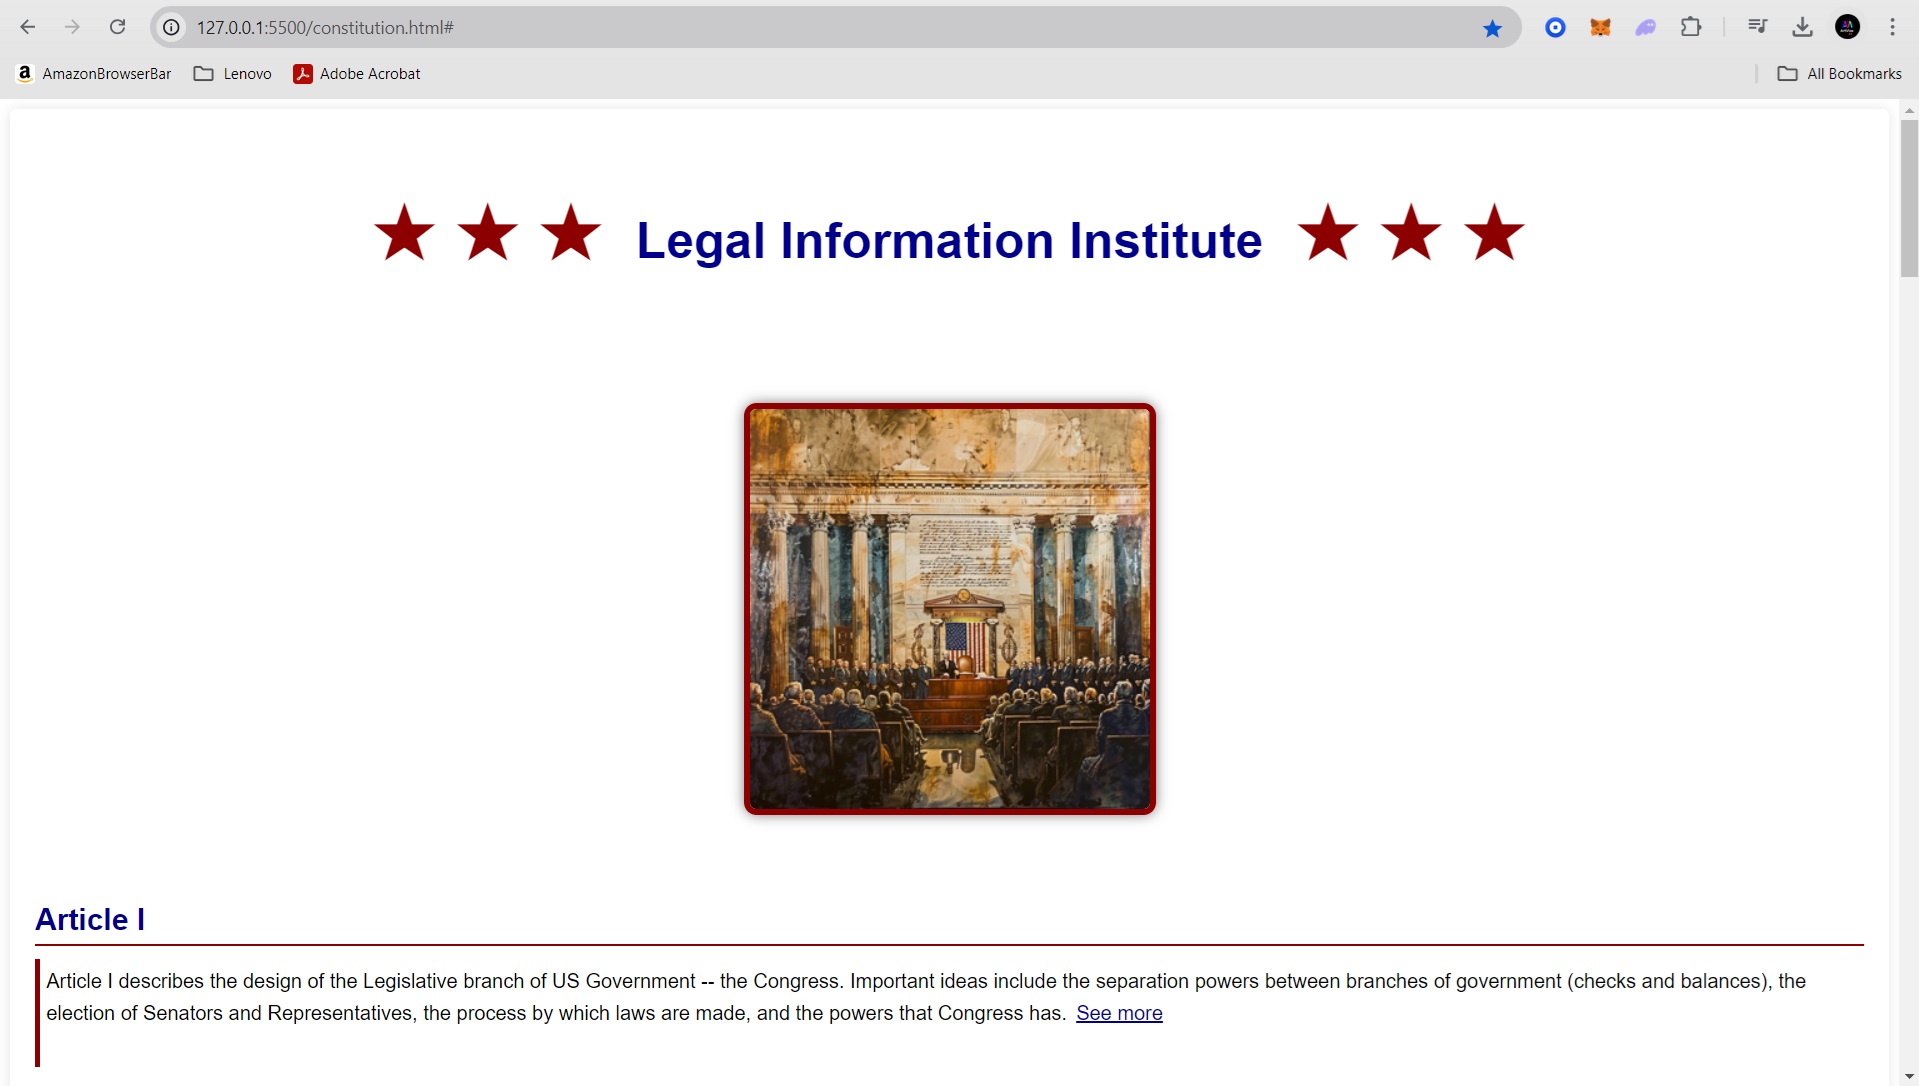 127.0.0.1:5500/constitution.html#
AmazonBrowserBar Lenovo Adobe Acrobat All Bookmarks
Legal Information Institute
Article I
Article I describes the design of the Legislative branch of US Government -- the Congress. Important ideas include the separation powers between branches of government (checks and balances), the
election of Senators and Representatives, the process by which laws are made, and the powers that Congress has. See more